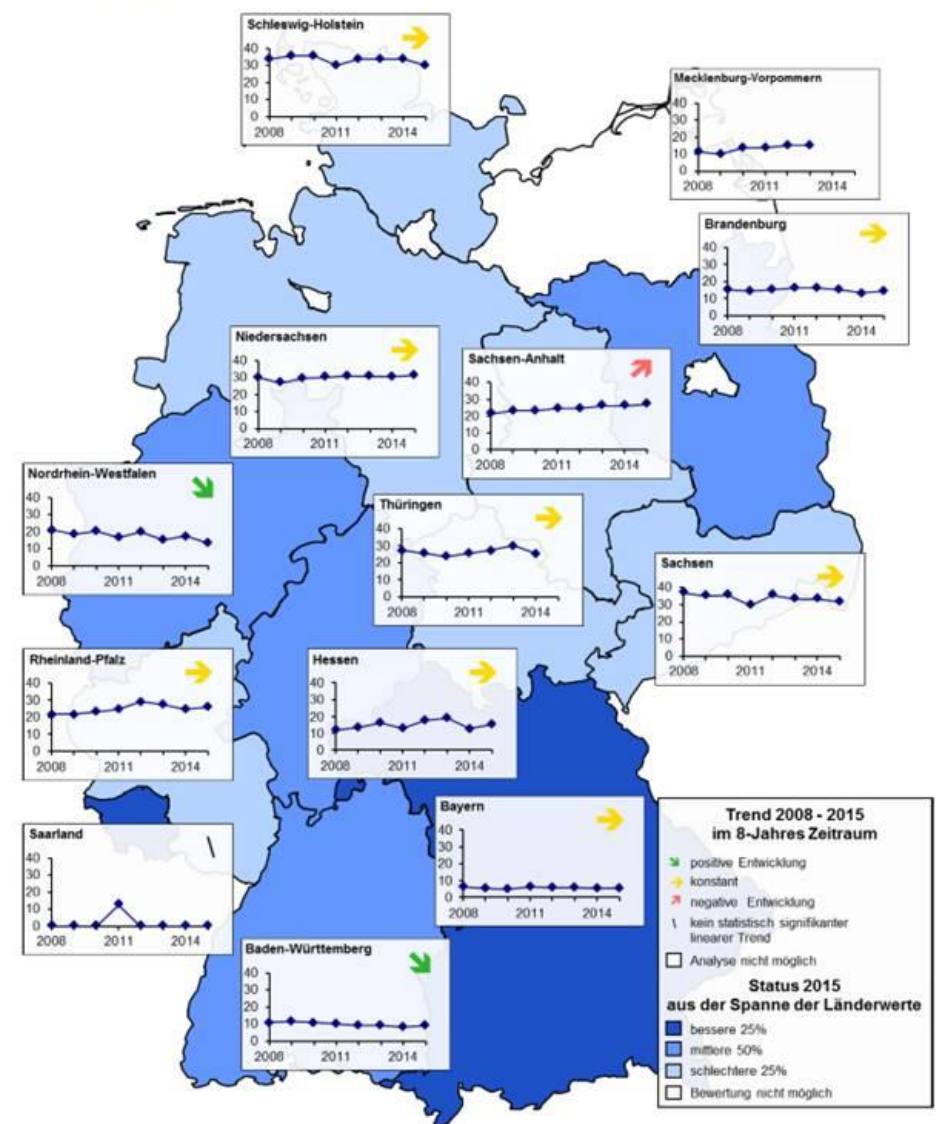 Schleswig-Holstein
40
30
20
10
0
2008 2011 2014
Mecklenburg-Vorpommern
40
30
20
10
0
2008 2011 2014
Brandenburg
40
30
20
10
0
2008 2011 2014
Niedersachsen
40
30
20
10
0
2008 2011 2014
Sachsen-Anhalt
40
30
20
10
0
2008 2011 2014
Nordrhein-Westfalen
40
30
20
10
0
2008 2011 2014
Thüringen
40
30
20
10
0
2008 2011 2014
Sachsen
40
30
20
10
0
2008 2011 2014
Rheinland-Pfalz
40
30
20
10
0
2008 2011 2014
Hessen
40
30
20
10
0
2008 2011 2014
Saarland
40
30
20
10
0
2008 2011 2014
Bayern
40
30
20
10
0
2008 2011 2014
Baden-Württemberg
40
30
20
10
0
2008 2011 2014
Trend 2008 - 2015
im 8-Jahres Zeitraum
positive Entwicklung
konstant
negative Entwicklung
kein statistisch signifikanter
linearer Trend
Analyse nicht möglich
Status 2015
aus der Spanne der Länderwerte
bessere 25%
mittlere 50%
schlechtere 25%
Bewertung nicht möglich